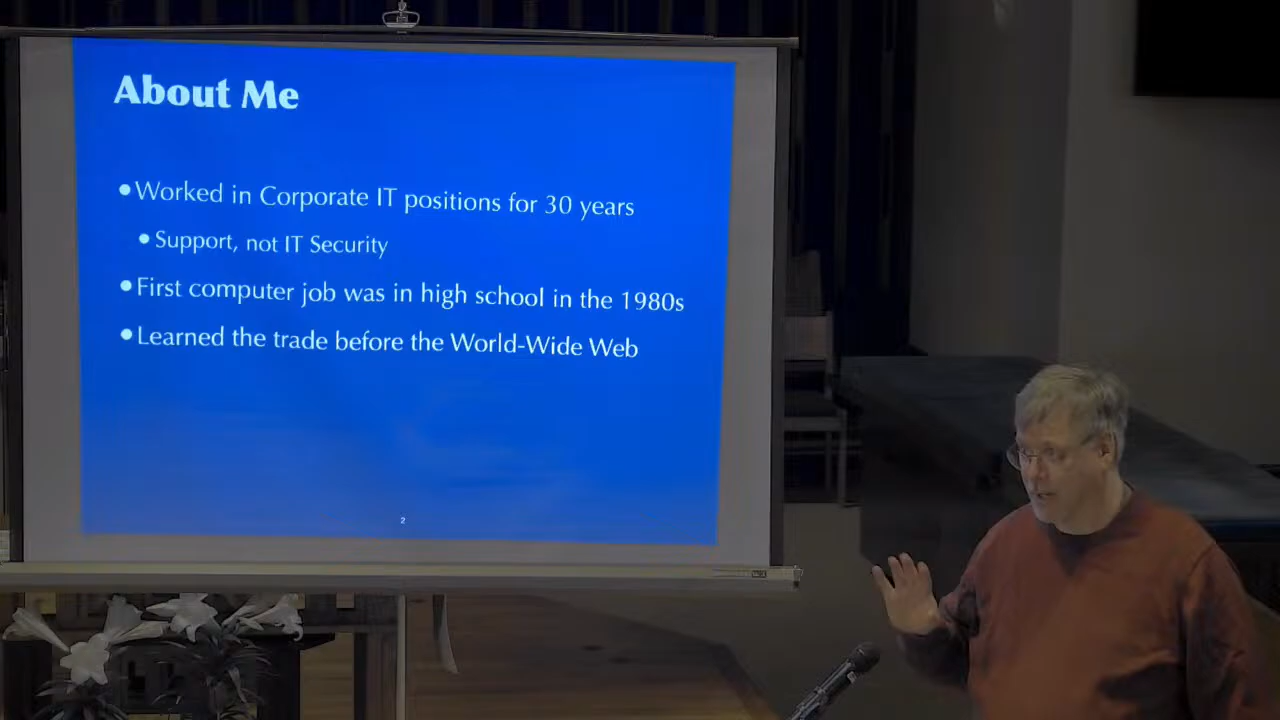 About Me
•Worked in Corporate IT positions for 30 years
•Support, not IT Security
•First computer job was in high school in the 1980s
•Learned the trade before the World-Wide Web
2